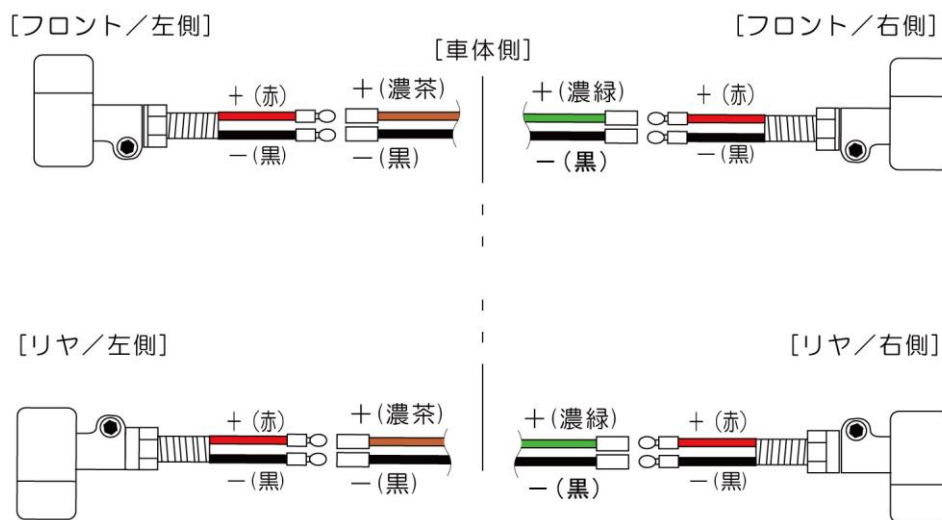 [フロント／左側]
[フロント／右側]
[車体側]
＋(赤)
＋(濃茶)
＋(濃緑)
＋(赤)
－(黒)
－(黒)
－(黒)
－(黒)
[リヤ／左側]
[リヤ／右側]
＋(赤)
＋(濃茶)
＋(濃緑)
＋(赤)
－(黒)
－(黒)
－(黒)
－(黒)